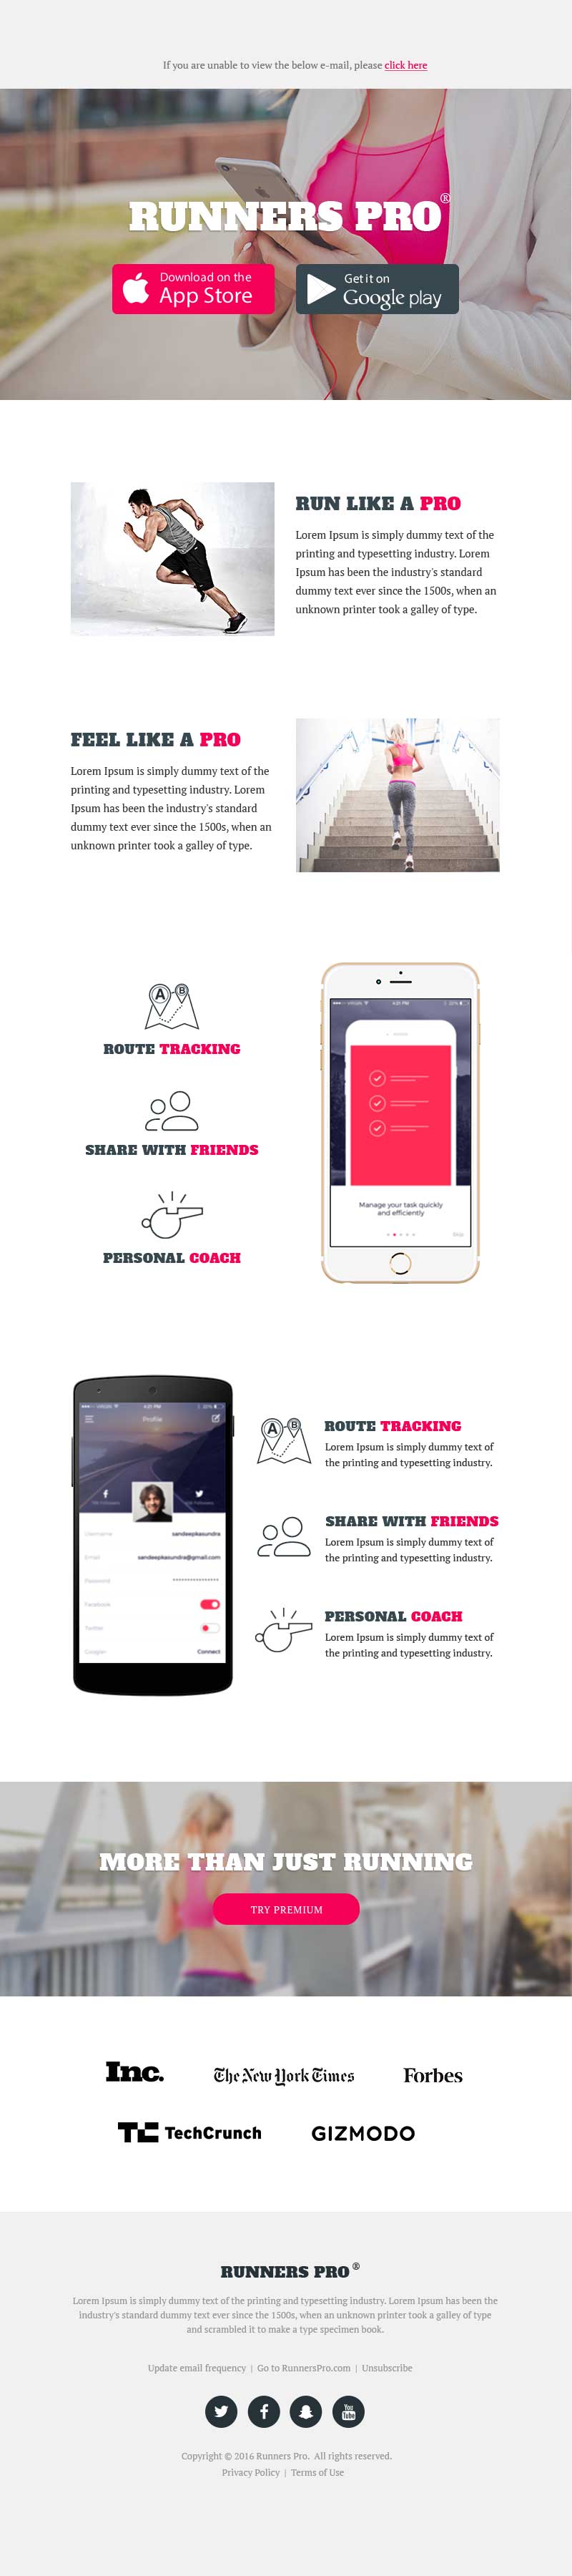 If you are unable to view the below e-mail, please click here
RUNNERS PRO®
Download on the
App Store
Get it on
Google play
RUN LIKE A PRO
Lorem Ipsum is simply dummy text of the
printing and typesetting industry. Lorem
Ipsum has been the industry's standard
dummy text ever since the 1500s, when an
unknown printer took a galley of type.
FEEL LIKE A PRO
Lorem Ipsum is simply dummy text of the
printing and typesetting industry. Lorem
Ipsum has been the industry's standard
dummy text ever since the 1500s, when an
unknown printer took a galley of type.
A B
ROUTE TRACKING
SHARE WITH FRIENDS
PERSONAL COACH
4:21 PM
Manage your task quickly
and efficiently
Skip
4:21 PM
Profile
Username sandeepkasundra
Email sandeepkasundra@gmail.com
Password
Facebook
Twitter
Google+ Connect
A B
ROUTE TRACKING
Lorem Ipsum is simply dummy text of
the printing and typesetting industry.
SHARE WITH FRIENDS
Lorem Ipsum is simply dummy text of
the printing and typesetting industry.
PERSONAL COACH
Lorem Ipsum is simply dummy text of
the printing and typesetting industry.
MORE THAN JUST RUNNING
TRY PREMIUM
Inc. The New York Times Forbes
TC TechCrunch GIZMODO
RUNNERS PRO®
Lorem Ipsum is simply dummy text of the printing and typesetting industry. Lorem Ipsum has been the
industry's standard dummy text ever since the 1500s, when an unknown printer took a galley of type
and scrambled it to make a type specimen book.
Update email frequency | Go to RunnersPro.com | Unsubscribe
You Tube
Copyright © 2016 Runners Pro. All rights reserved.
Privacy Policy | Terms of Use